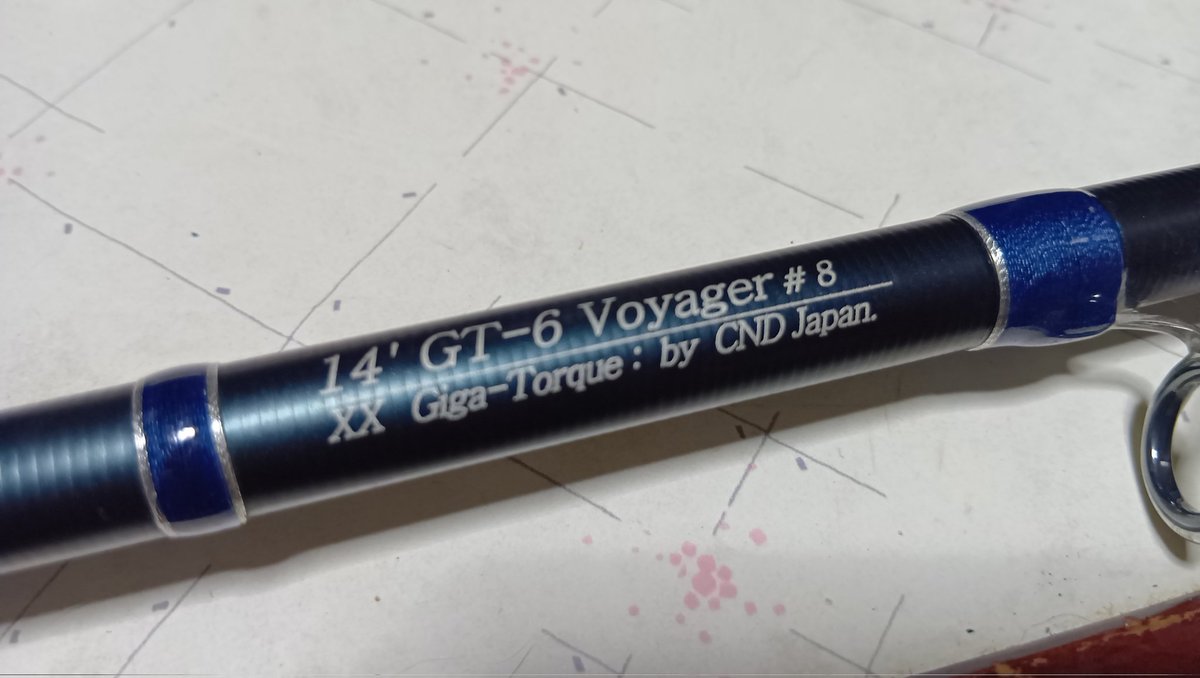 14' GT-6 Voyager # 8
XX Giga-Torque : by CND Japan.